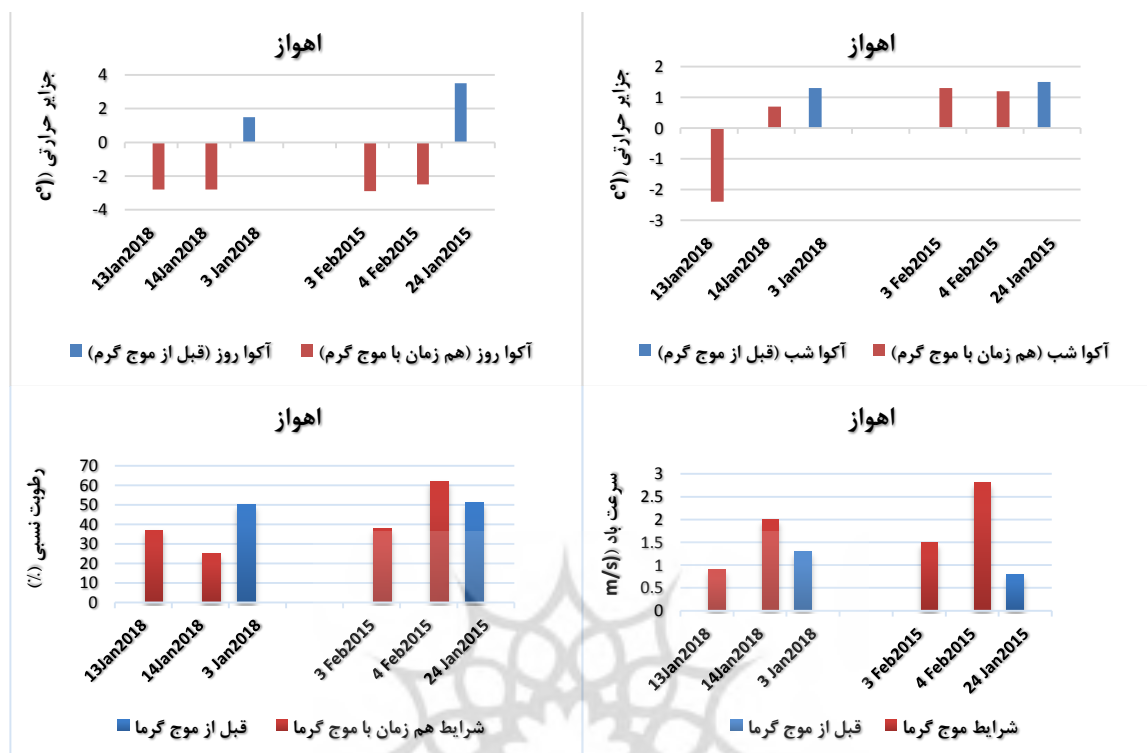 اهواز
جزایر حرارتی ((c°
4
2
0
-2
-4
13Jan2018
14Jan2018
3 Jan2018
3 Feb2015
4 Feb2015
24 Jan2015
آکوا روز (قبل از موج گرم)
آکوا روز (هم زمان با موج گرم)
اهواز
جزایر حرارتی ((c°
2
1
0
-1
-2
-3
13Jan2018
14Jan2018
3 Jan2018
3 Feb2015
4 Feb2015
24 Jan2015
آکوا شب (قبل از موج گرم)
آکوا شب (هم زمان با موج گرم)
اهواز
رطوبت نسبی (٪)
70
60
50
40
30
20
10
0
13Jan2018
14Jan2018
3 Jan2018
3 Feb2015
4 Feb2015
24 Jan2015
قبل از موج گرما
شرایط هم زمان با موج گرما
اهواز
سرعت باد ((m/s
3
2.5
2
1.5
1
0.5
0
13Jan2018
14Jan2018
3 Jan2018
3 Feb2015
4 Feb2015
24 Jan2015
قبل از موج گرما
شرایط موج گرما